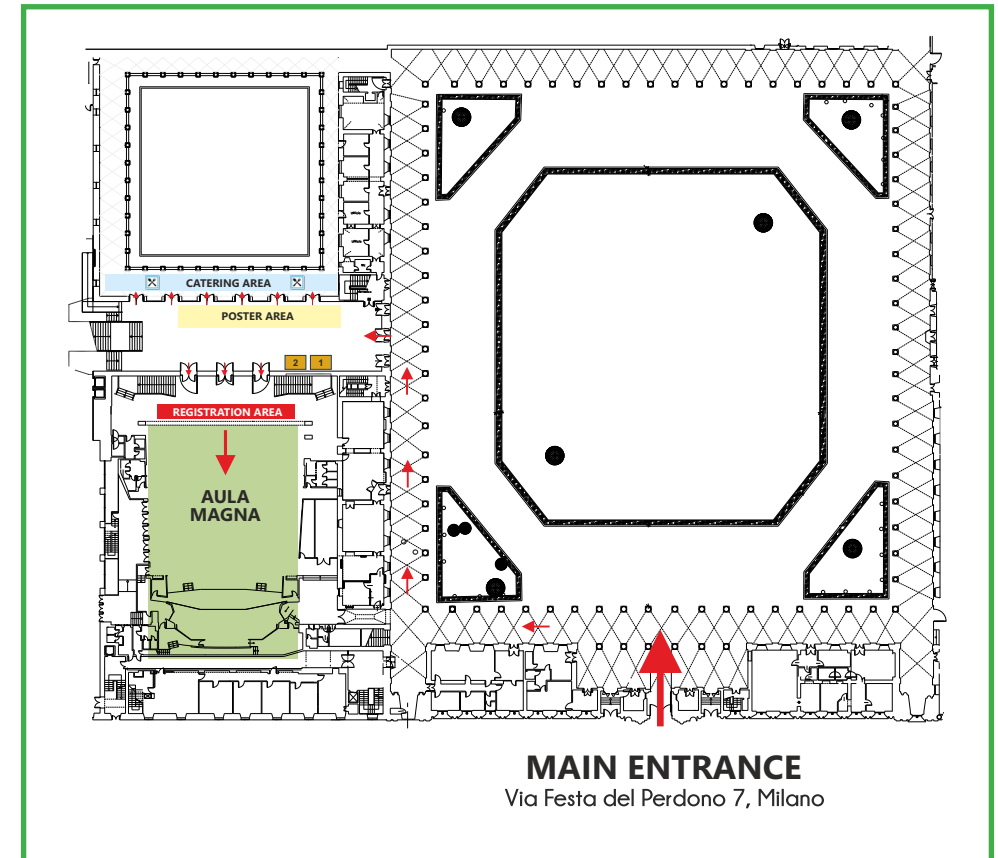 CATERING AREA
POSTER AREA
2 1
REGISTRATION AREA
AULA
MAGNA
MAIN ENTRANCE
Via Festa del Perdono 7, Milano